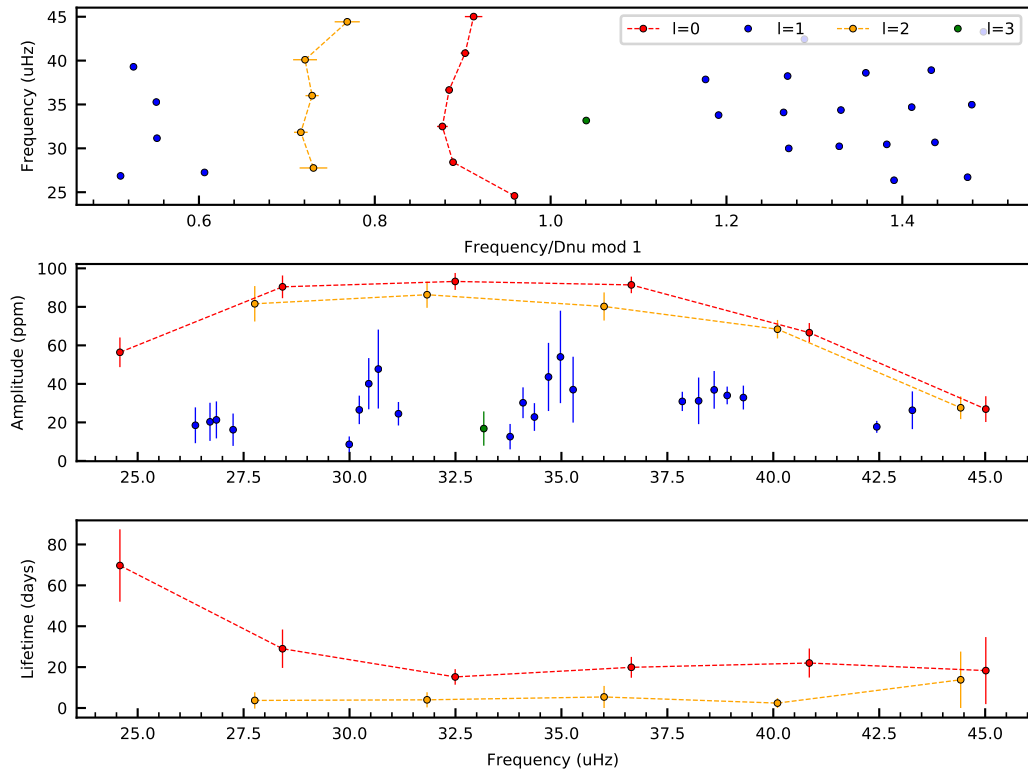 45
40
35
30
25
Frequency (uHz)
l=0 l=1 l=2 l=3
0.6 0.8 1.0 1.2 1.4
Frequency/Dnu mod 1
100
80
60
40
20
0
Amplitude (ppm)
25.0 27.5 30.0 32.5 35.0 37.5 40.0 42.5 45.0
80
60
40
20
0
Lifetime (days)
25.0 27.5 30.0 32.5 35.0 37.5 40.0 42.5 45.0
Frequency (uHz)